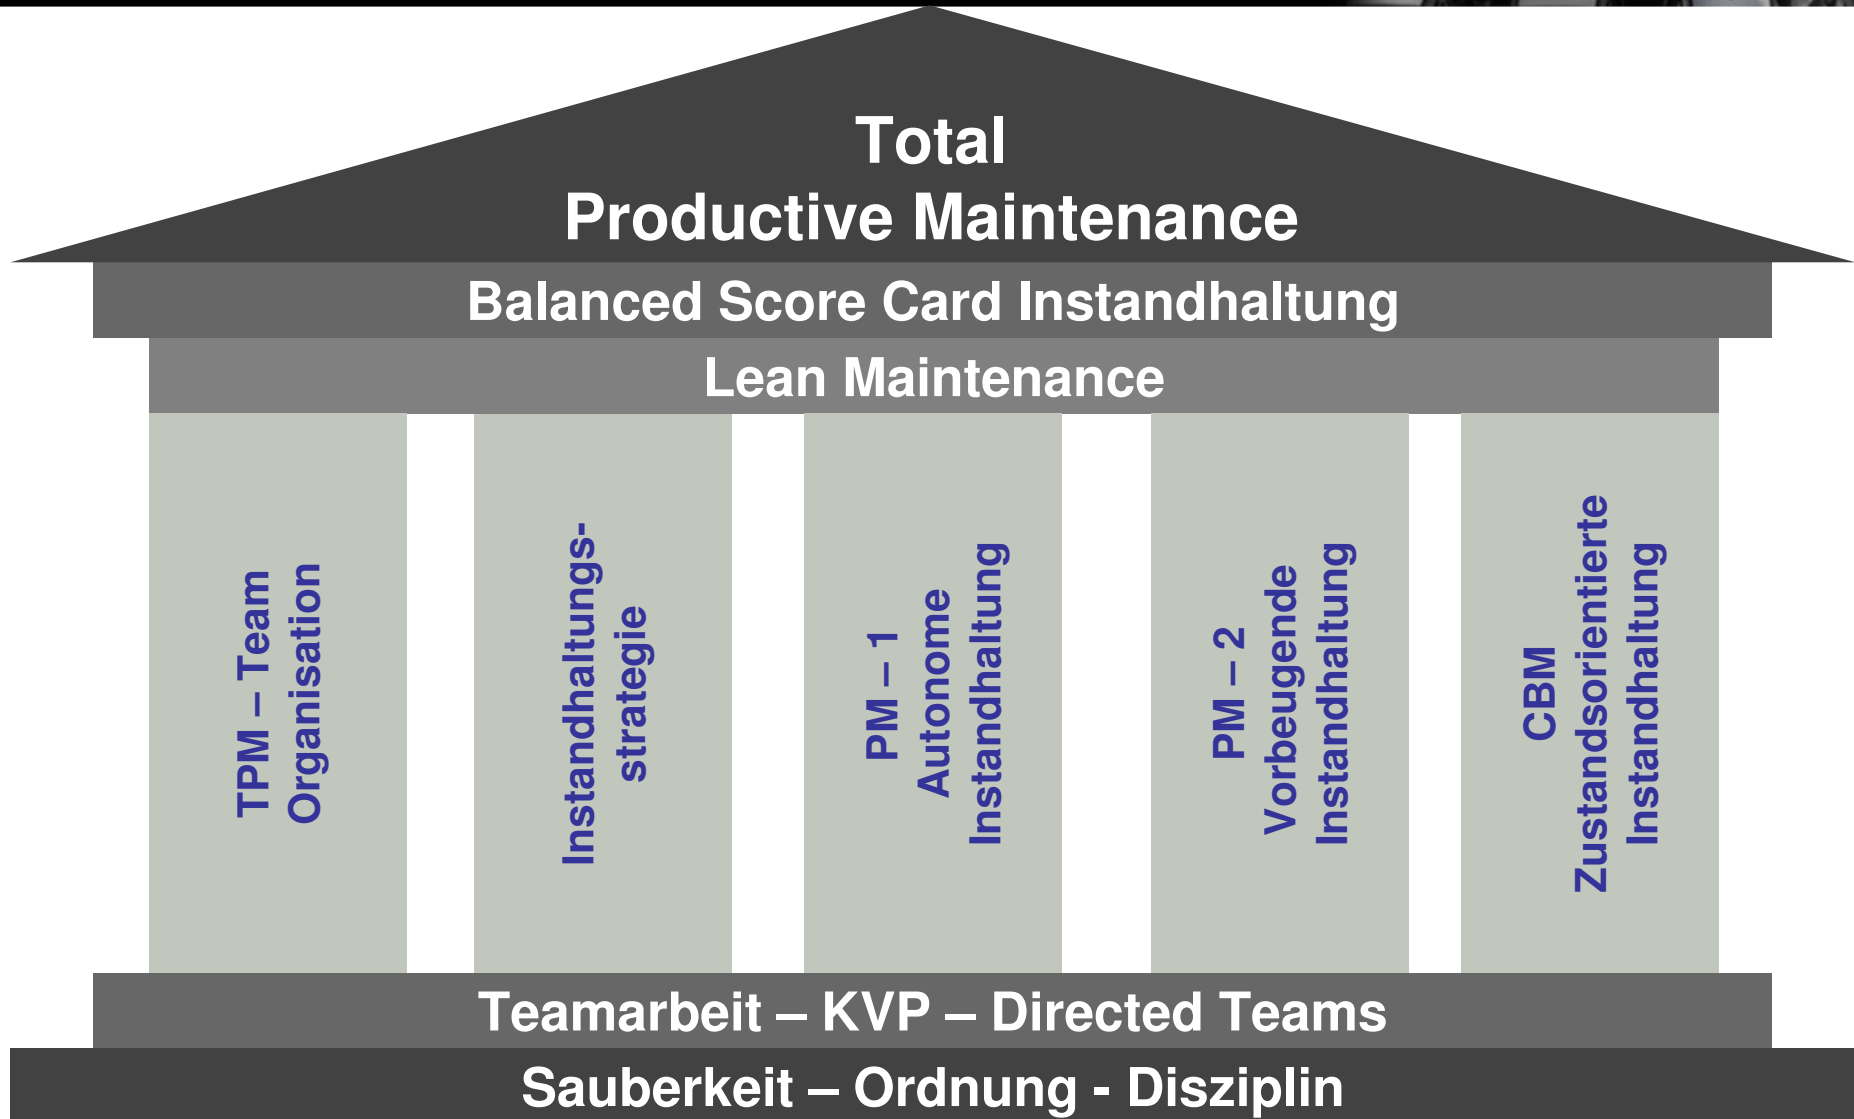 Total
Productive Maintenance
Balanced Score Card Instandhaltung
Lean Maintenance
TPM – Team
Organisation
Instandhaltungs-
strategie
PM – 1
Autonome
Instandhaltung
PM – 2
Vorbeugende
Instandhaltung
CBM
Zustandsorientierte
Instandhaltung
Teamarbeit – KVP – Directed Teams
Sauberkeit – Ordnung - Disziplin